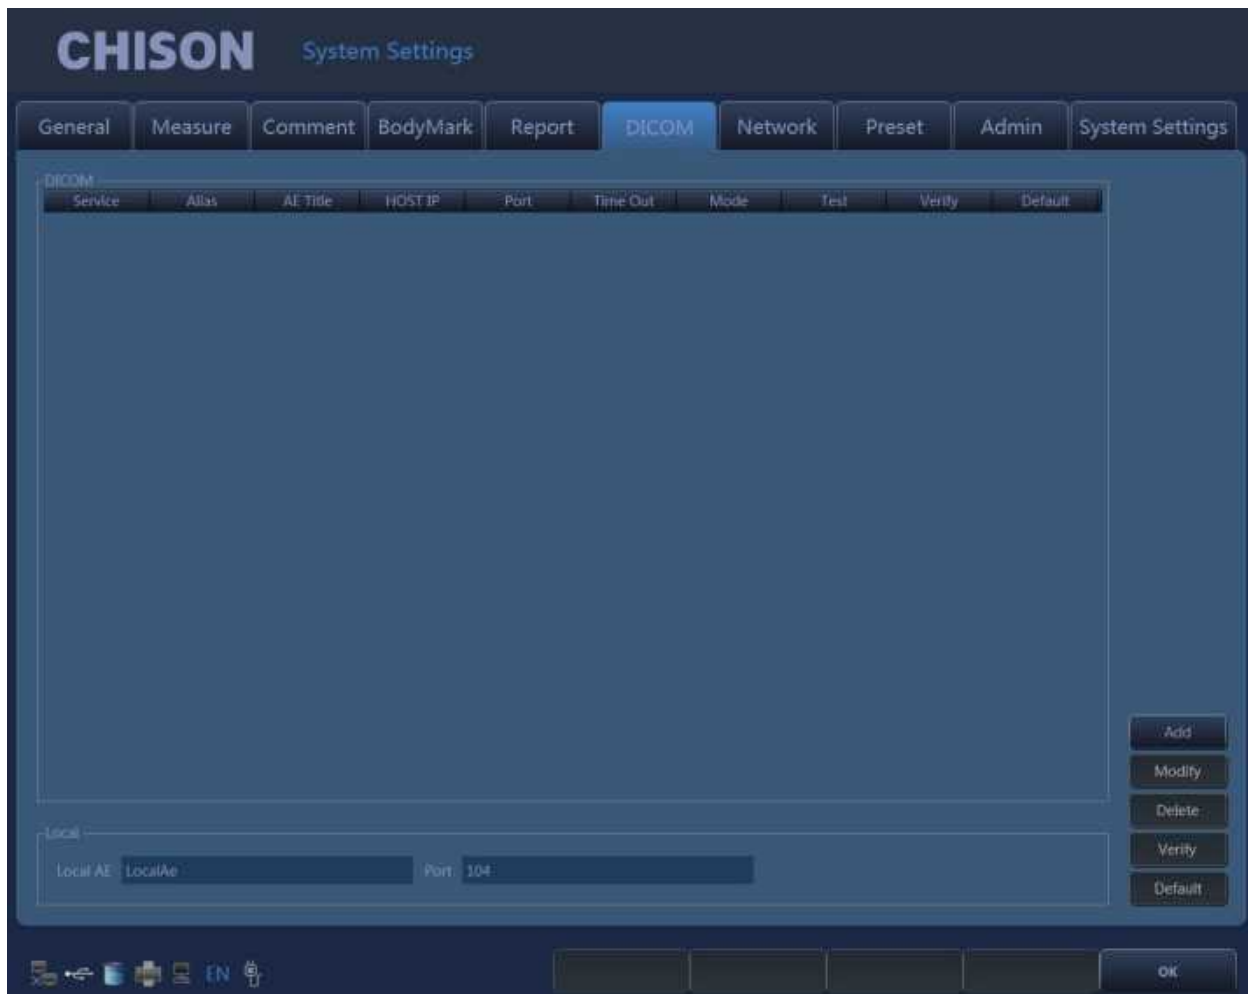 CHISON System Settings
General Measure Comment BodyMark Report DICOM Network Preset Admin System Settings
DICOM
Service Alias AE Title HOST IP Port Time Out Mode Test Verify Default
Add
Modify
Delete
Verify
Default
Local
Local AE LocalAe Port 104
EN OK